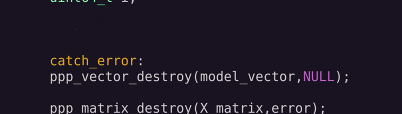 catch_error:
ppp_vector_destroy(model_vector,NULL);
ppp_matrix_destroy(X_matrix,error);